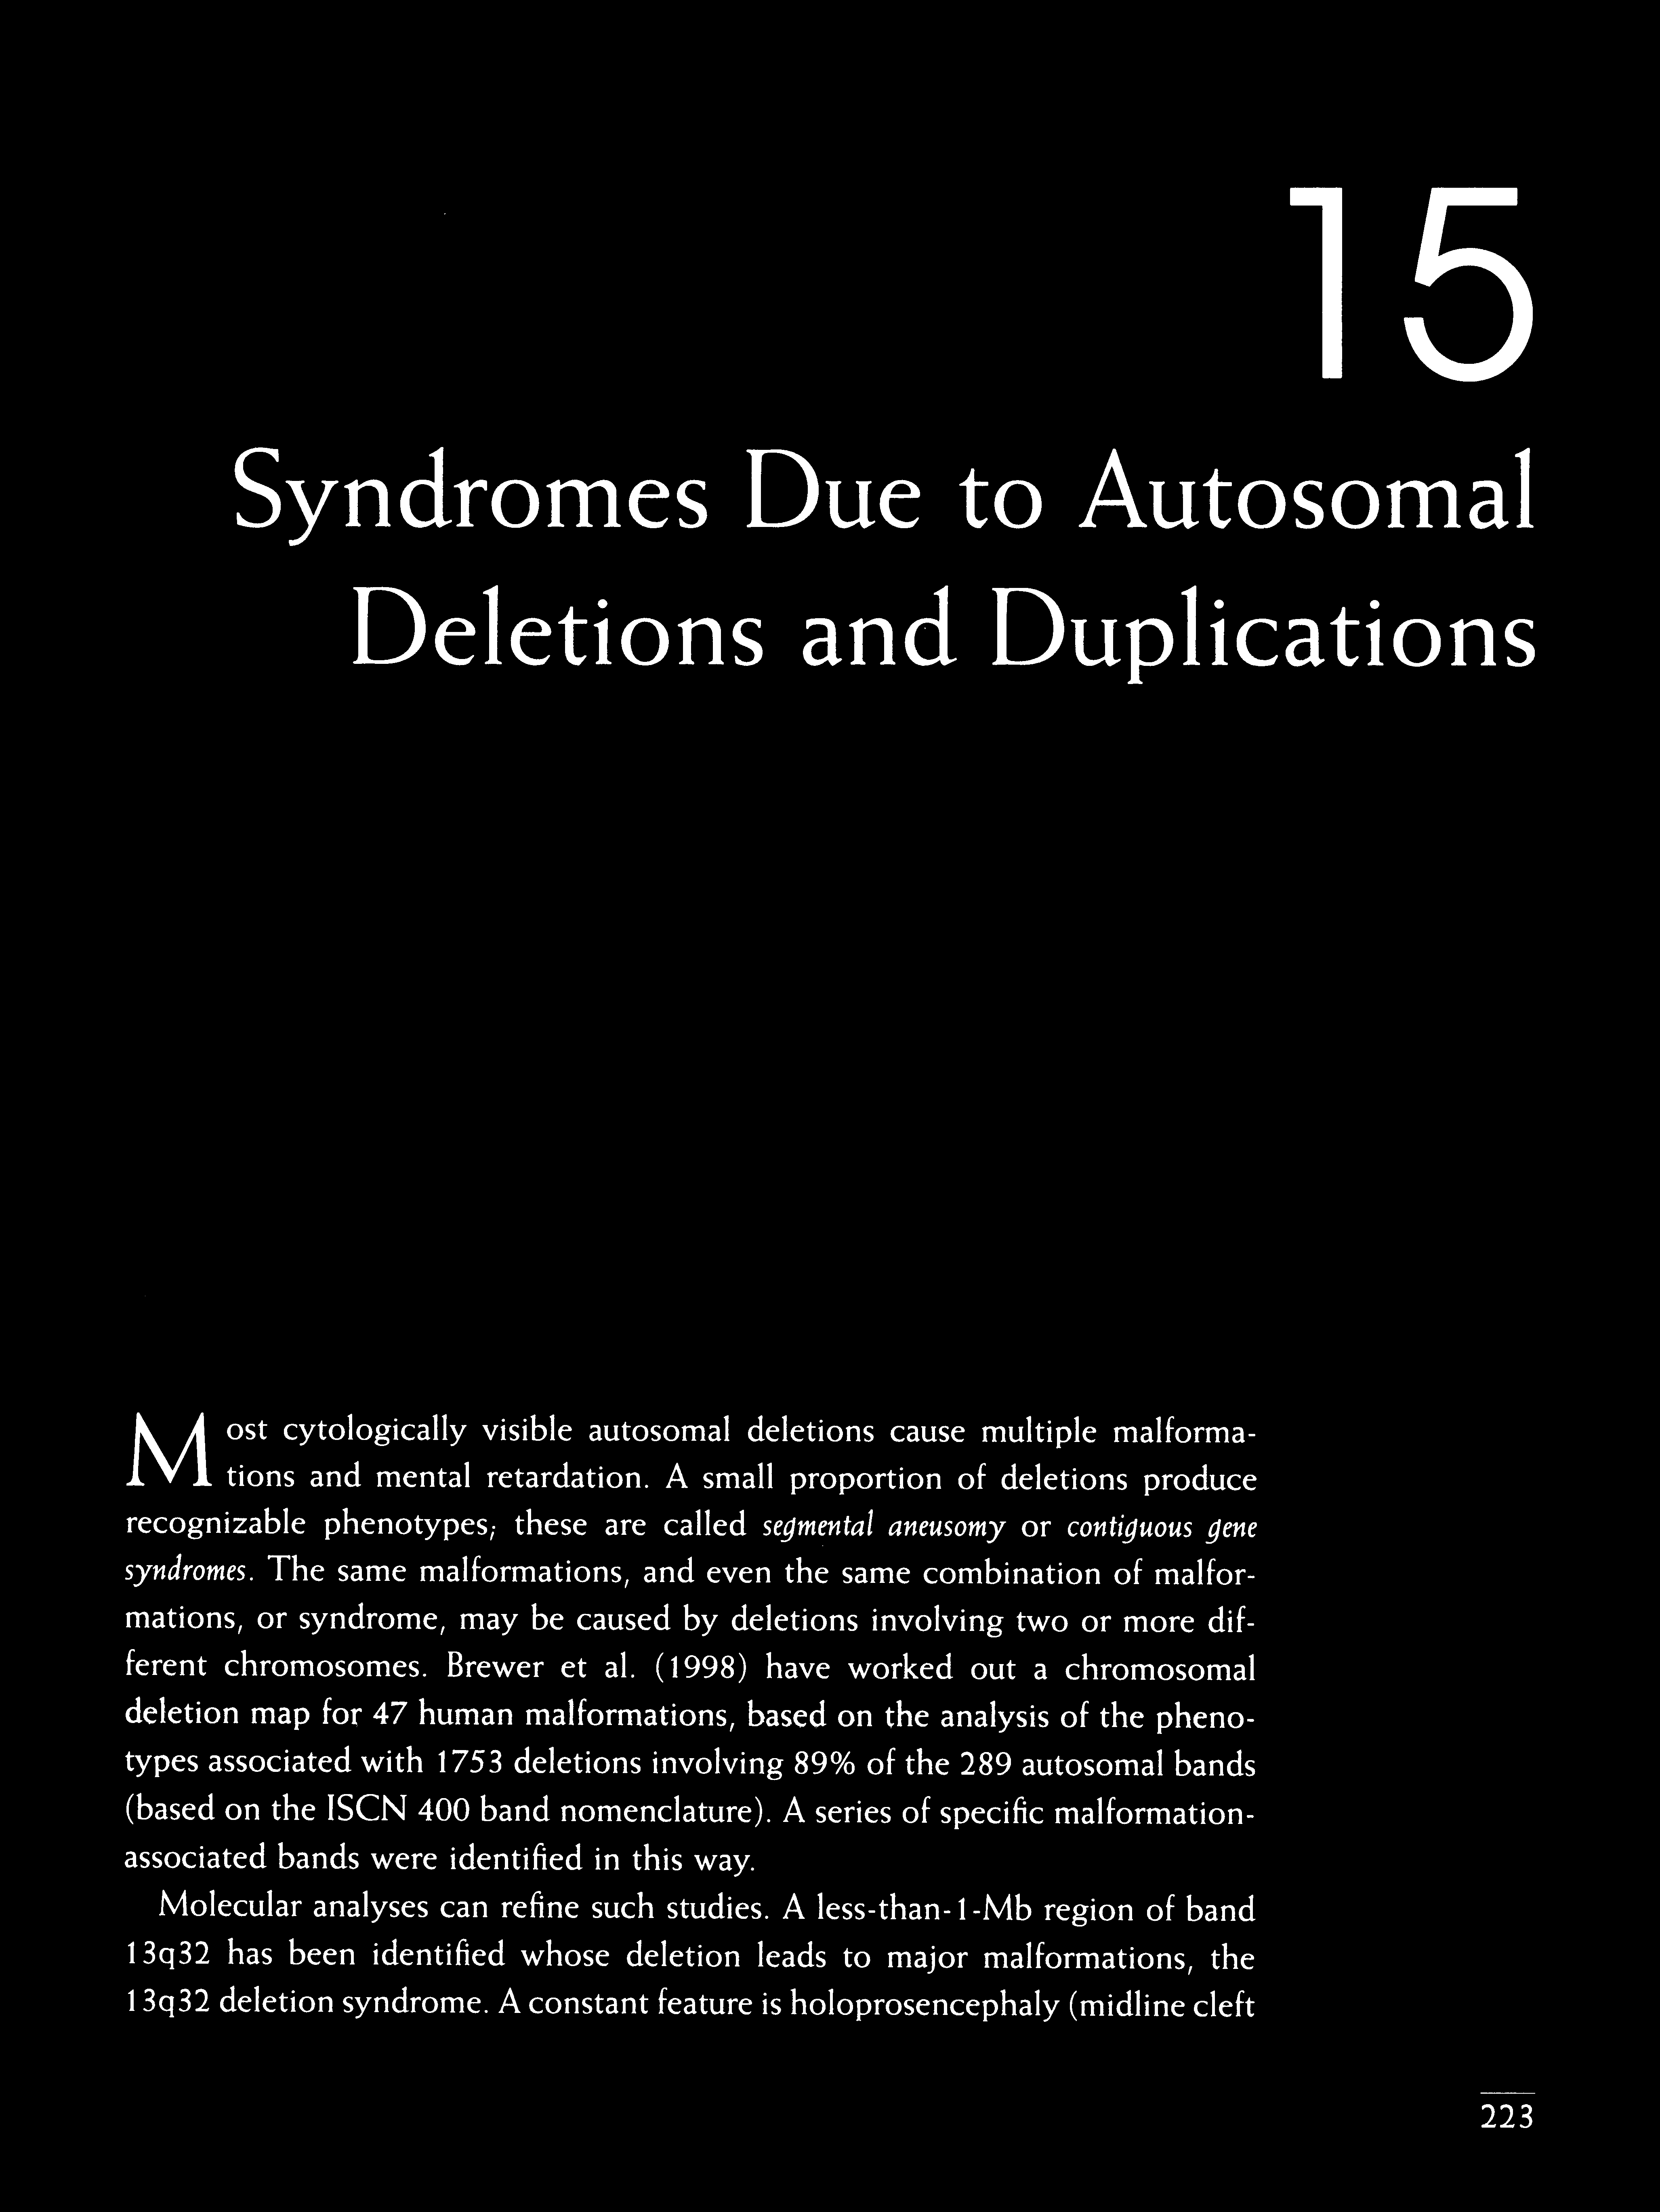 15
Syndromes Due to Autosomal
Deletions and Duplications
Most cytologically visible autosomal deletions cause multiple malforma-
tions and mental retardation. A small proportion of deletions produce
recognizable phenotypes; these are called segmental aneusomy or contiguous gene
syndromes. The same malformations, and even the same combination of malfor-
mations, or syndrome, may be caused by deletions involving two or more dif-
ferent chromosomes. Brewer et al. (1998) have worked out a chromosomal
deletion map for 47 human malformations, based on the analysis of the pheno-
types associated with 1753 deletions involving 89% of the 289 autosomal bands
(based on the ISCN 400 band nomenclature). A series of specific malformation-
associated bands were identified in this way.
Molecular analyses can refine such studies. A less-than-1-Mb region of band
13q32 has been identified whose deletion leads to major malformations, the
13q32 deletion syndrome. A constant feature is holoprosencephaly (midline cleft
223